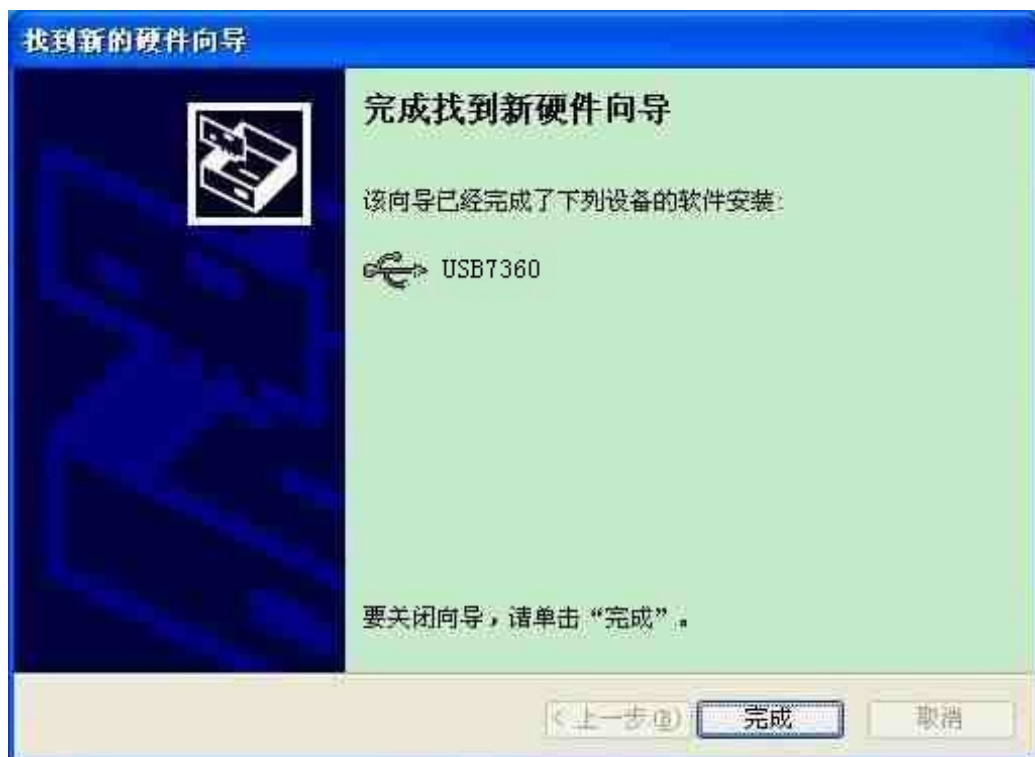 找到新的硬件向导
完成找到新硬件向导
该向导已经完成了下列设备的软件安装:
USB7360
要关闭向导，请单击“完成”。
<上一步(B)
完成
取消